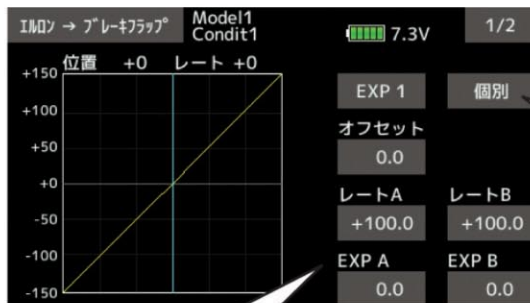 ｴﾙﾛﾝ → ﾌﾞﾚｰｷﾌﾗｯﾌﾟ
Model1
Condit1
7.3V
1/2
位置 +0 レート +0
+150
+100
+50
+0
-50
-100
-150
EXP 1
個別
オフセット
0.0
レートA
レートB
+100.0
+100.0
EXP A
EXP B
0.0
0.0